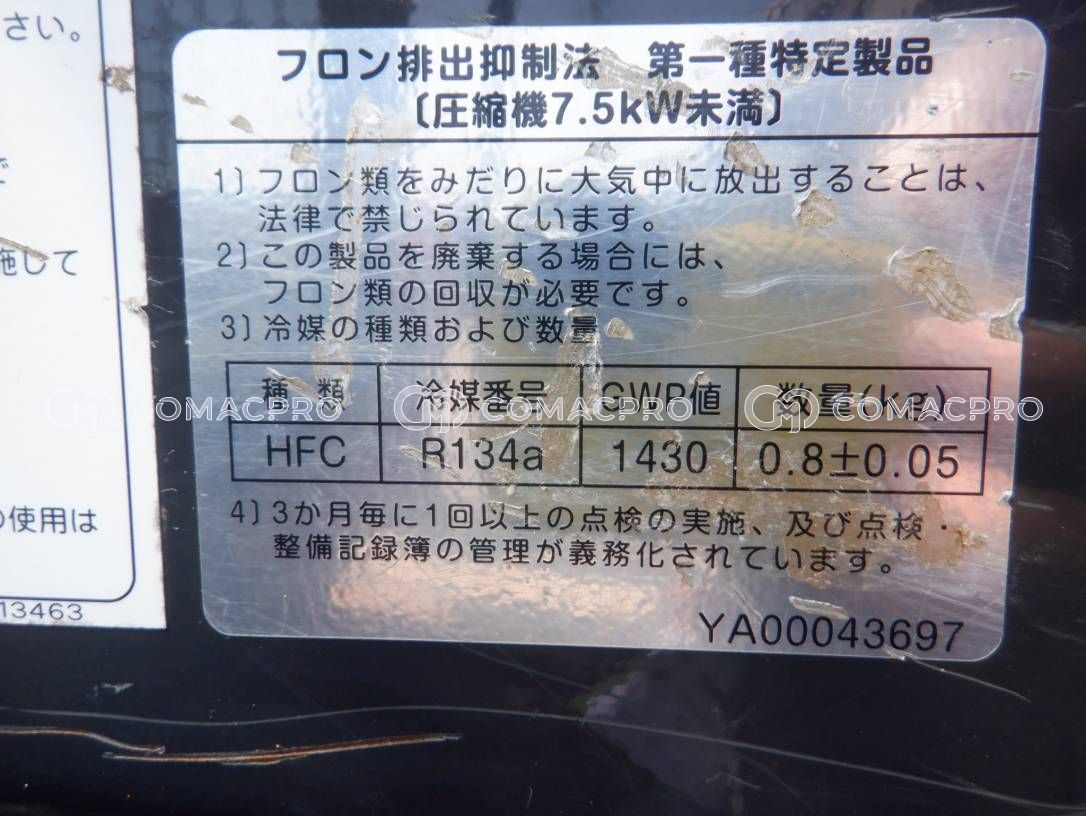 さい。
施して
の使用は
13463
フロン排出抑制法　第一種特定製品
〔圧縮機7.5kW未満〕
1）フロン類をみだりに大気中に放出することは、
法律で禁じられています。
2）この製品を廃棄する場合には、
フロン類の回収が必要です。
3）冷媒の種類および数量
種 類 冷媒番号 GWP値 数量(kg)
COMACPRO COMACPRO COMACPRO
HFC R134a 1430 0.8±0.05
4）3か月毎に1回以上の点検の実施、及び点検・
整備記録簿の管理が義務化されています。
YA00043697